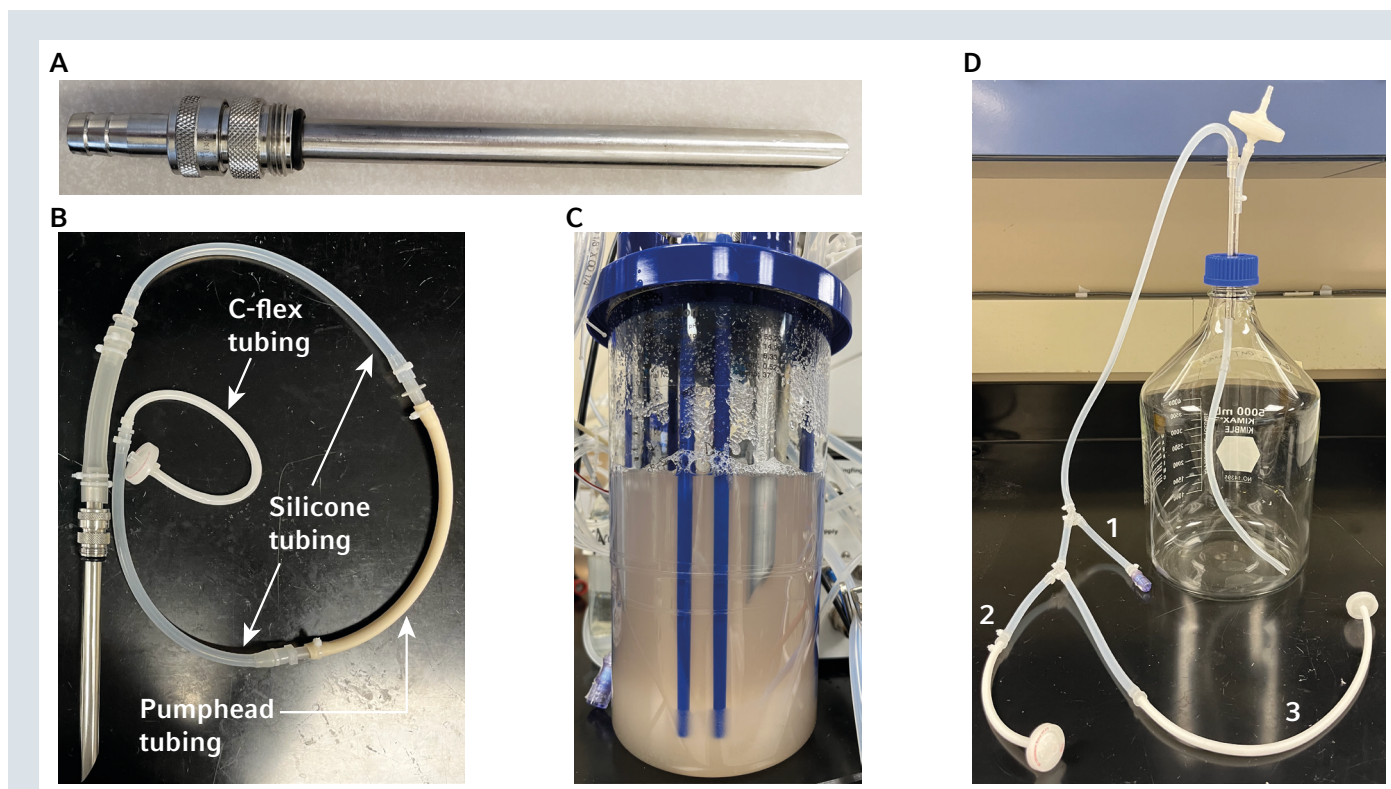 A
B
C-flex
tubing
Silicone
tubing
Pumphead
tubing
C
D
5000 mL
KIMAX
KIMBLE
1
2
3